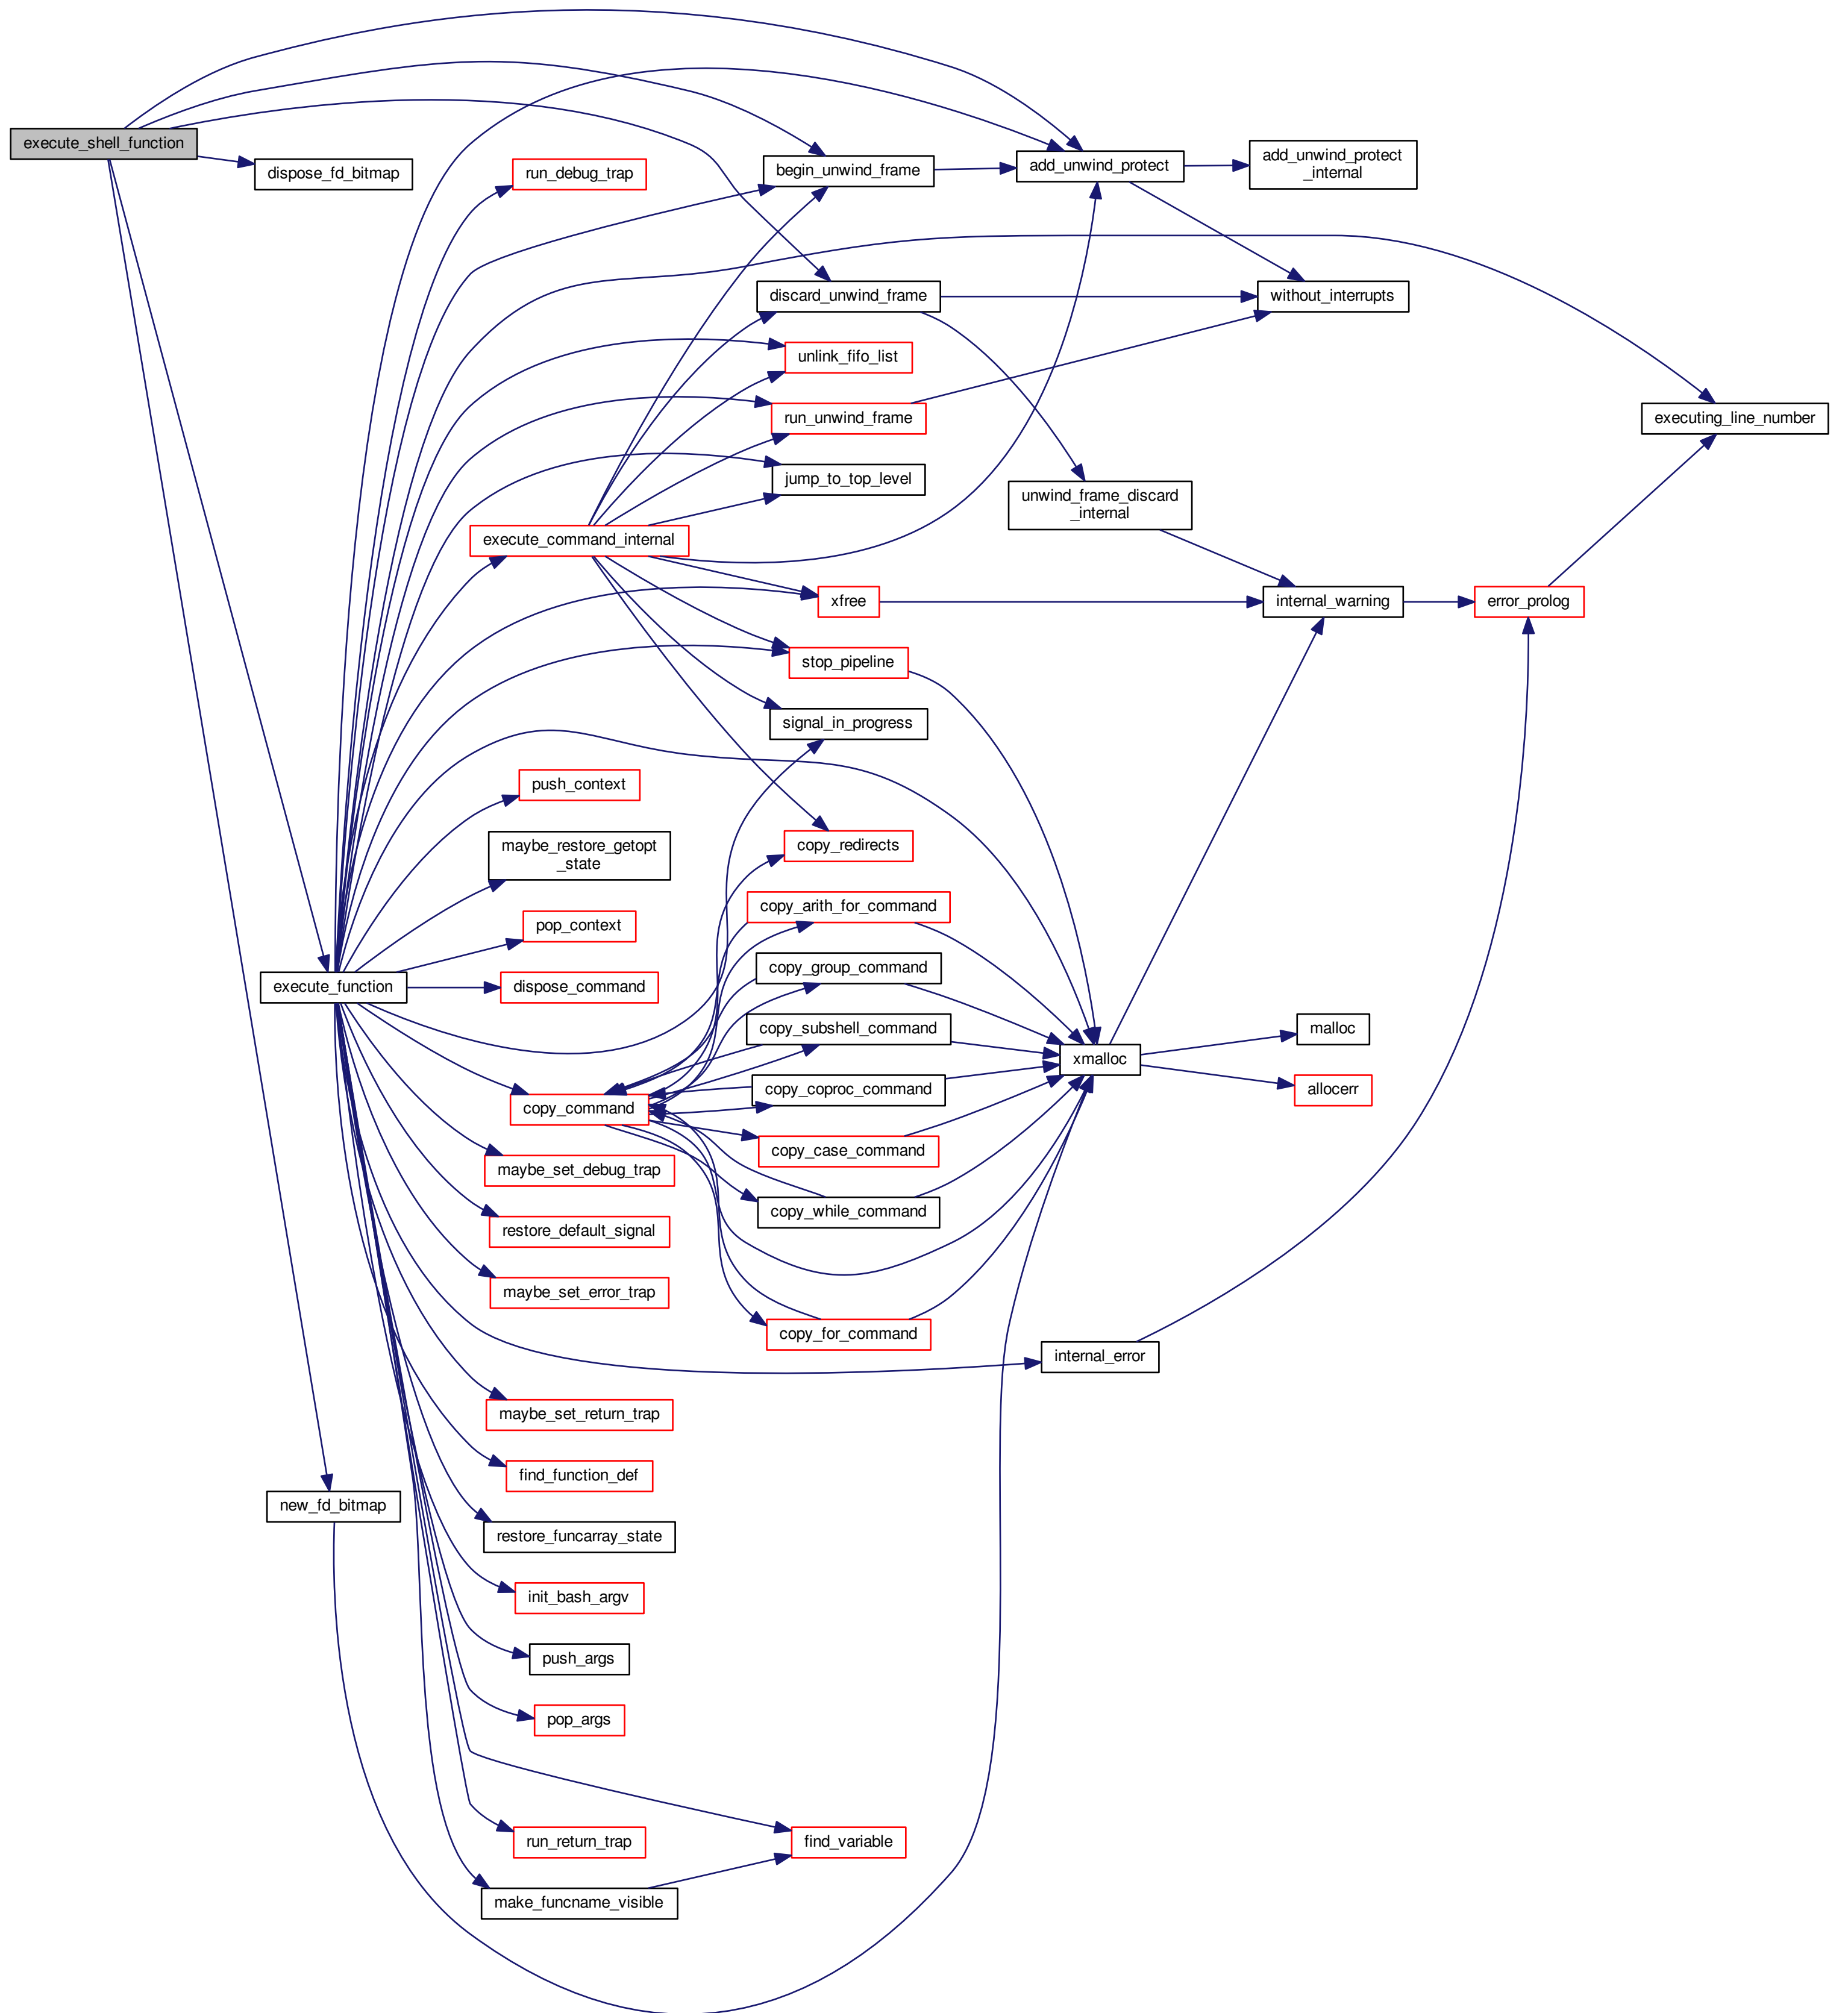 execute_shell_function
dispose_fd_bitmap
execute_function
new_fd_bitmap
run_debug_trap
execute_command_internal
push_context
maybe_restore_getopt
_state
pop_context
dispose_command
copy_command
maybe_set_debug_trap
restore_default_signal
maybe_set_error_trap
maybe_set_return_trap
find_function_def
restore_funcarray_state
init_bash_argv
push_args
pop_args
run_return_trap
make_funcname_visible
begin_unwind_frame
discard_unwind_frame
unlink_fifo_list
run_unwind_frame
jump_to_top_level
xfree
stop_pipeline
signal_in_progress
copy_redirects
copy_arith_for_command
copy_group_command
copy_subshell_command
copy_coproc_command
copy_case_command
copy_while_command
copy_for_command
find_variable
add_unwind_protect
unwind_frame_discard
_internal
xmalloc
internal_error
add_unwind_protect
_internal
without_interrupts
internal_warning
malloc
allocerr
error_prolog
executing_line_number